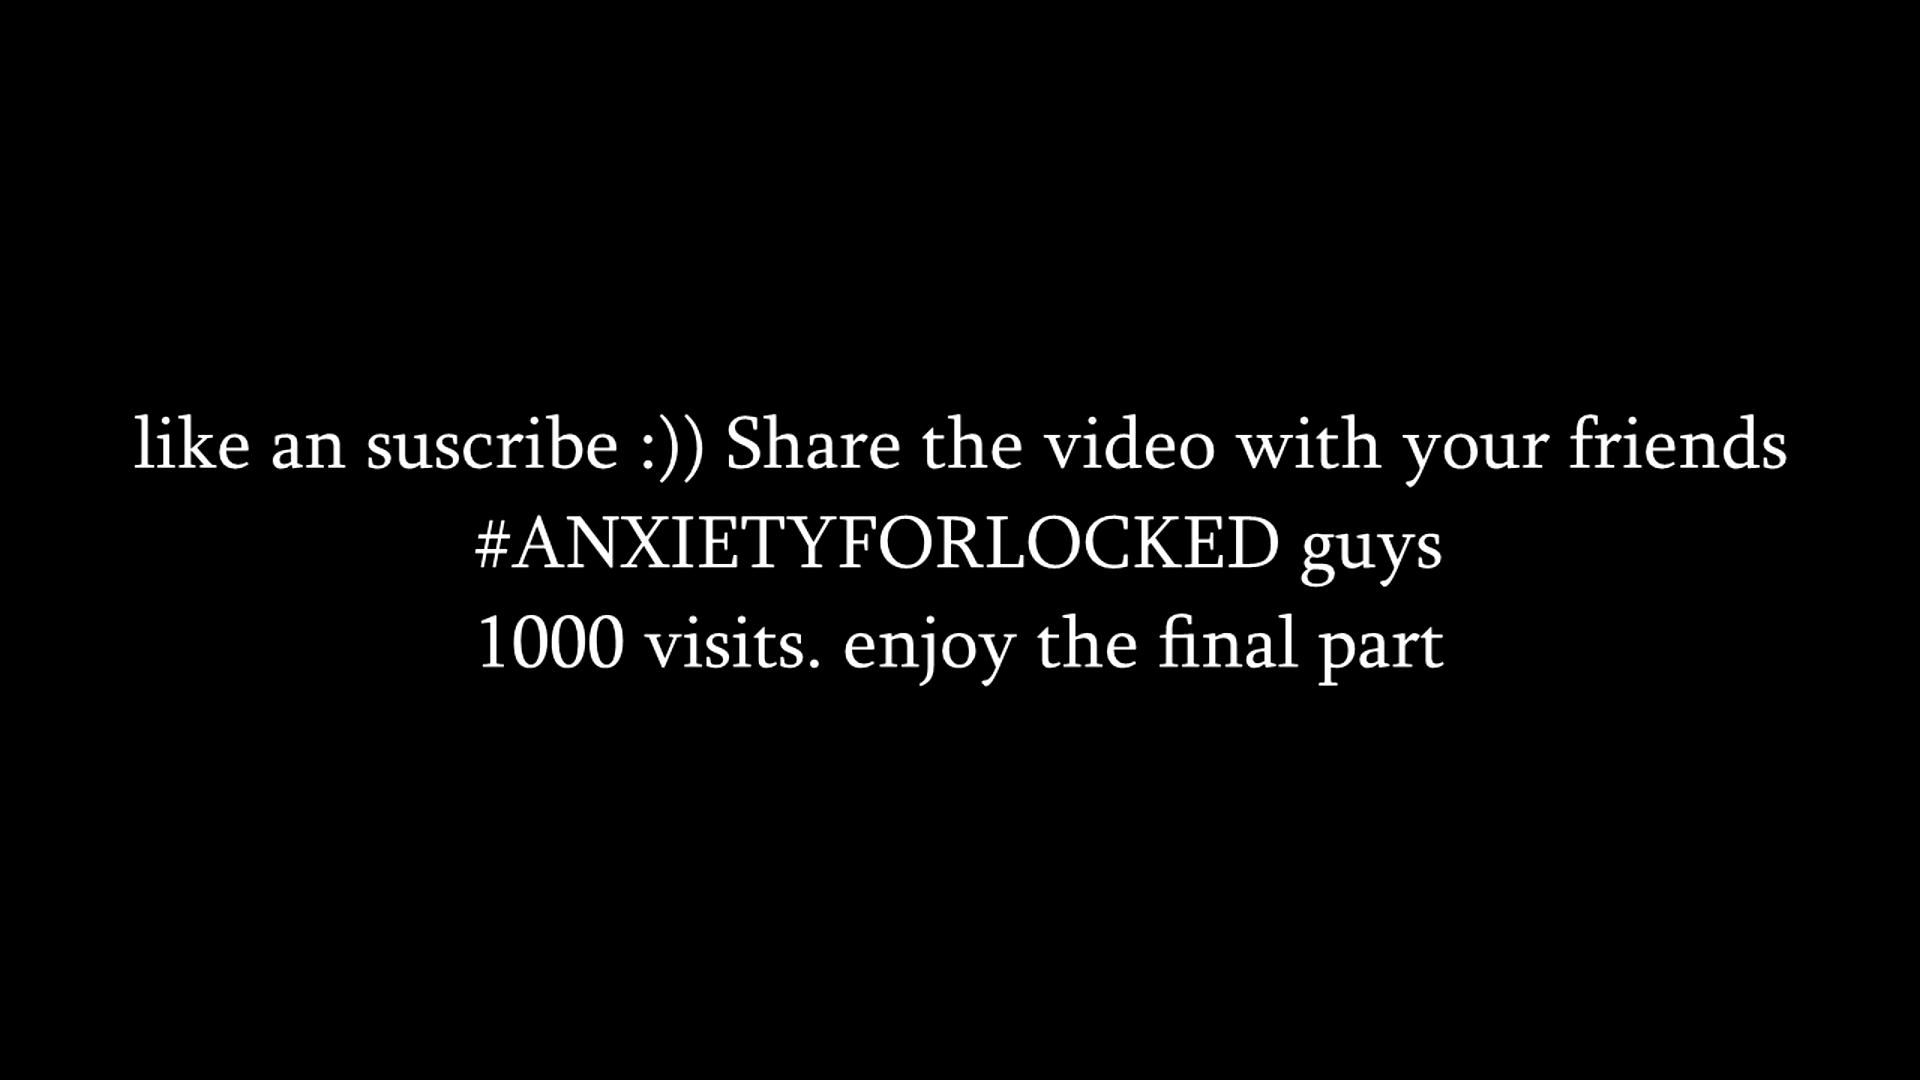 like an suscribe :)) Share the video with your friends
#ANXIETYFORLOCKED guys
1000 visits. enjoy the final part